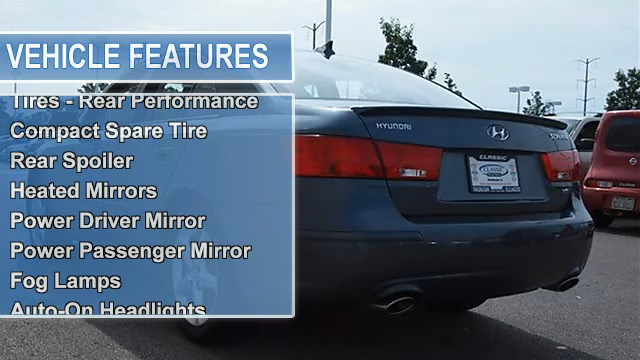 VEHICLE FEATURES
Tires - Rear Performance
Compact Spare Tire
Rear Spoiler
Heated Mirrors
Power Driver Mirror
Power Passenger Mirror
Fog Lamps
Auto-On Headlights
HYUNDAI
CLASSIC
CLASSIC